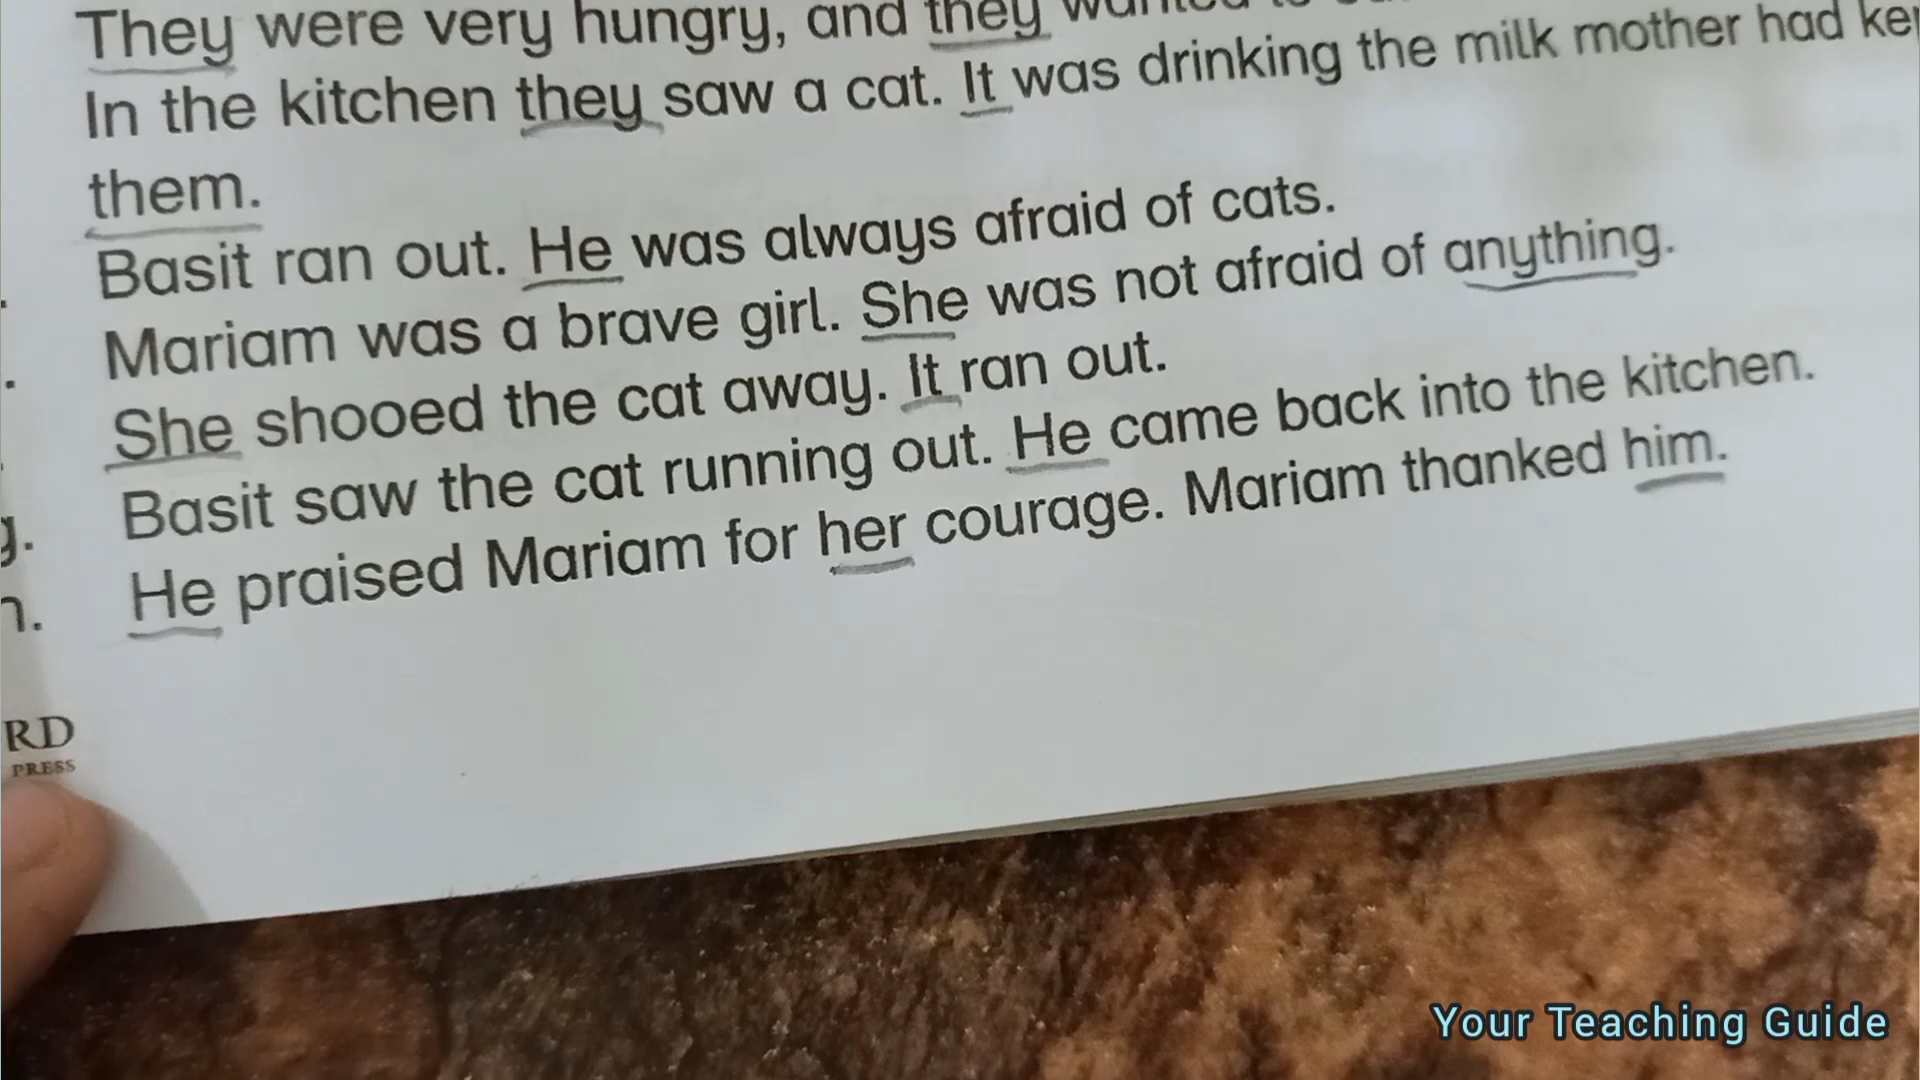 They were very hungry, and they wanted to
In the kitchen they saw a cat. It was drinking the milk mother had
them.
Basit ran out. He was always afraid of cats.
Mariam was a brave girl. She was not afraid of anything.
She shooed the cat away. It ran out.
Basit saw the cat running out. He came back into the kitchen.
g.
He praised Mariam for her courage. Mariam thanked him.
RD
PRESS
Your Teaching Guide